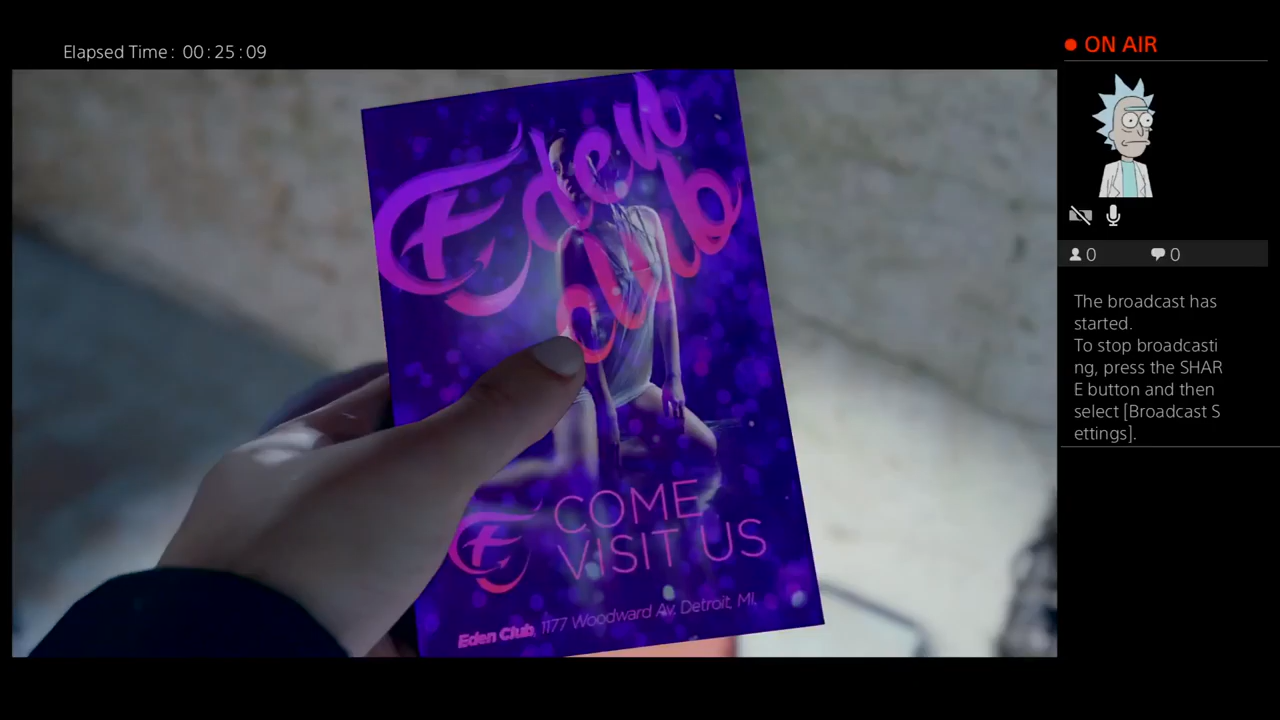 Elapsed Time: 00:25:09
ON AIR
0 0
The broadcast has
started.
To stop broadcasti
ng, press the SHAR
E button and then
select [Broadcast S
ettings].
Eden
club
COME
VISIT US
Eden Club, 1177 Woodward Av. Detroit, MI,